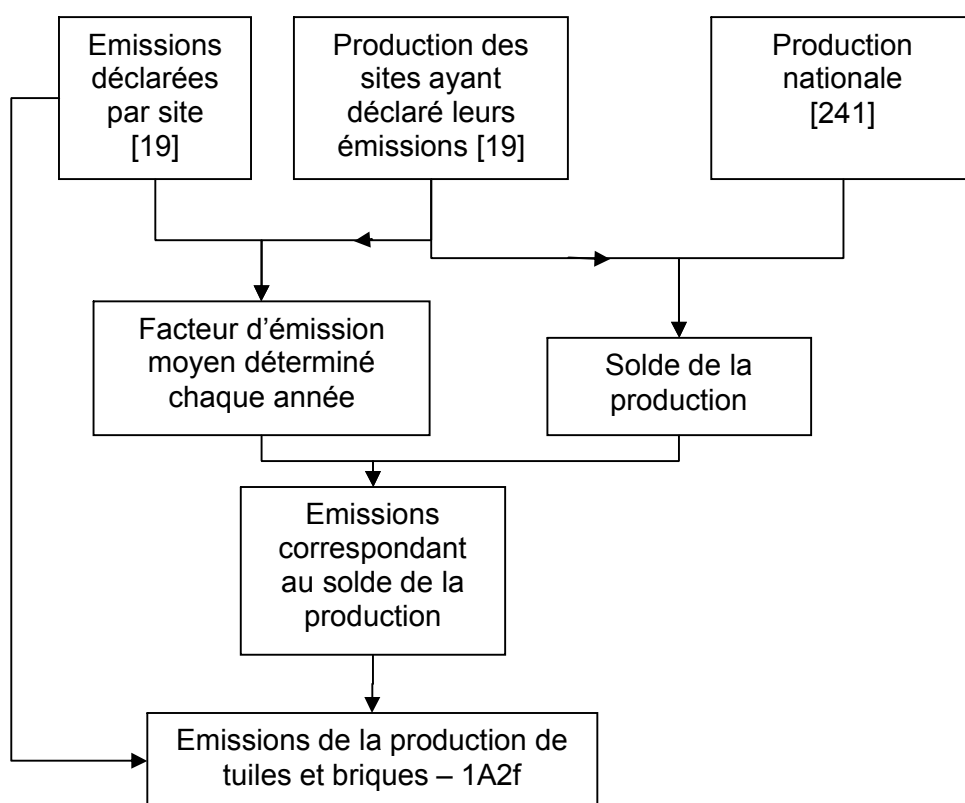 Emissions
déclarées
par site
[19]
Production des
sites ayant
déclaré leurs
émissions [19]
Production
nationale
[241]
Facteur d'émission
moyen déterminé
chaque année
Solde de la
production
Emissions
correspondant
au solde de la
production
Emissions de la production de
tuiles et briques – 1A2f